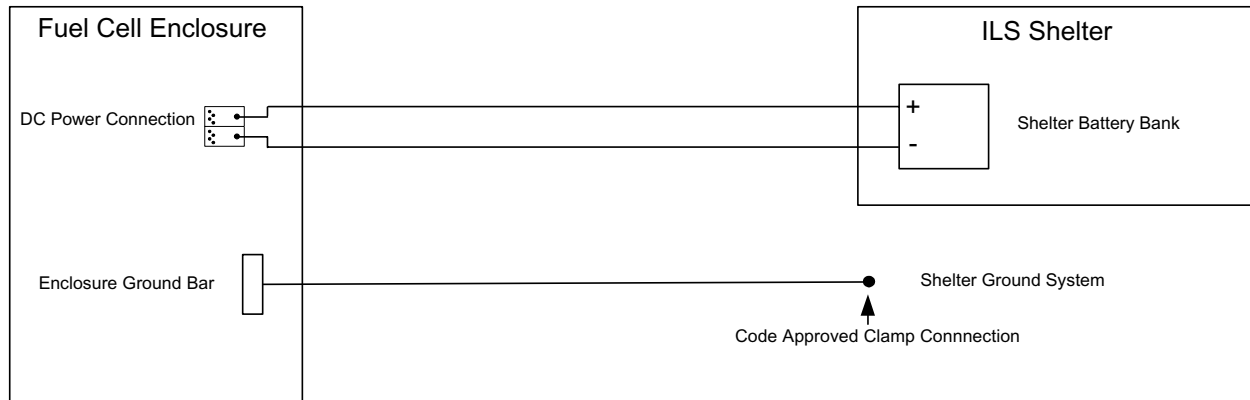 Fuel Cell Enclosure
ILS Shelter
DC Power Connection
+
Shelter Battery Bank
-
Enclosure Ground Bar
Shelter Ground System
Code Approved Clamp Connnection